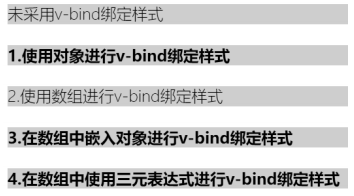 未采用v-bind绑定样式
1.使用对象进行v-bind绑定样式
2.使用数组进行v-bind绑定样式
3.在数组中嵌入对象进行v-bind绑定样式
4.在数组中使用三元表达式进行v-bind绑定样式